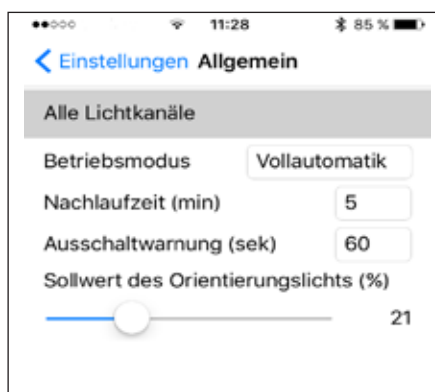 11:28 85 %
Einstellungen Allgemein
Alle Lichtkanäle
Betriebsmodus Vollautomatik
Nachlaufzeit (min) 5
Ausschaltwarnung (sek) 60
Sollwert des Orientierungslichts (%)
21